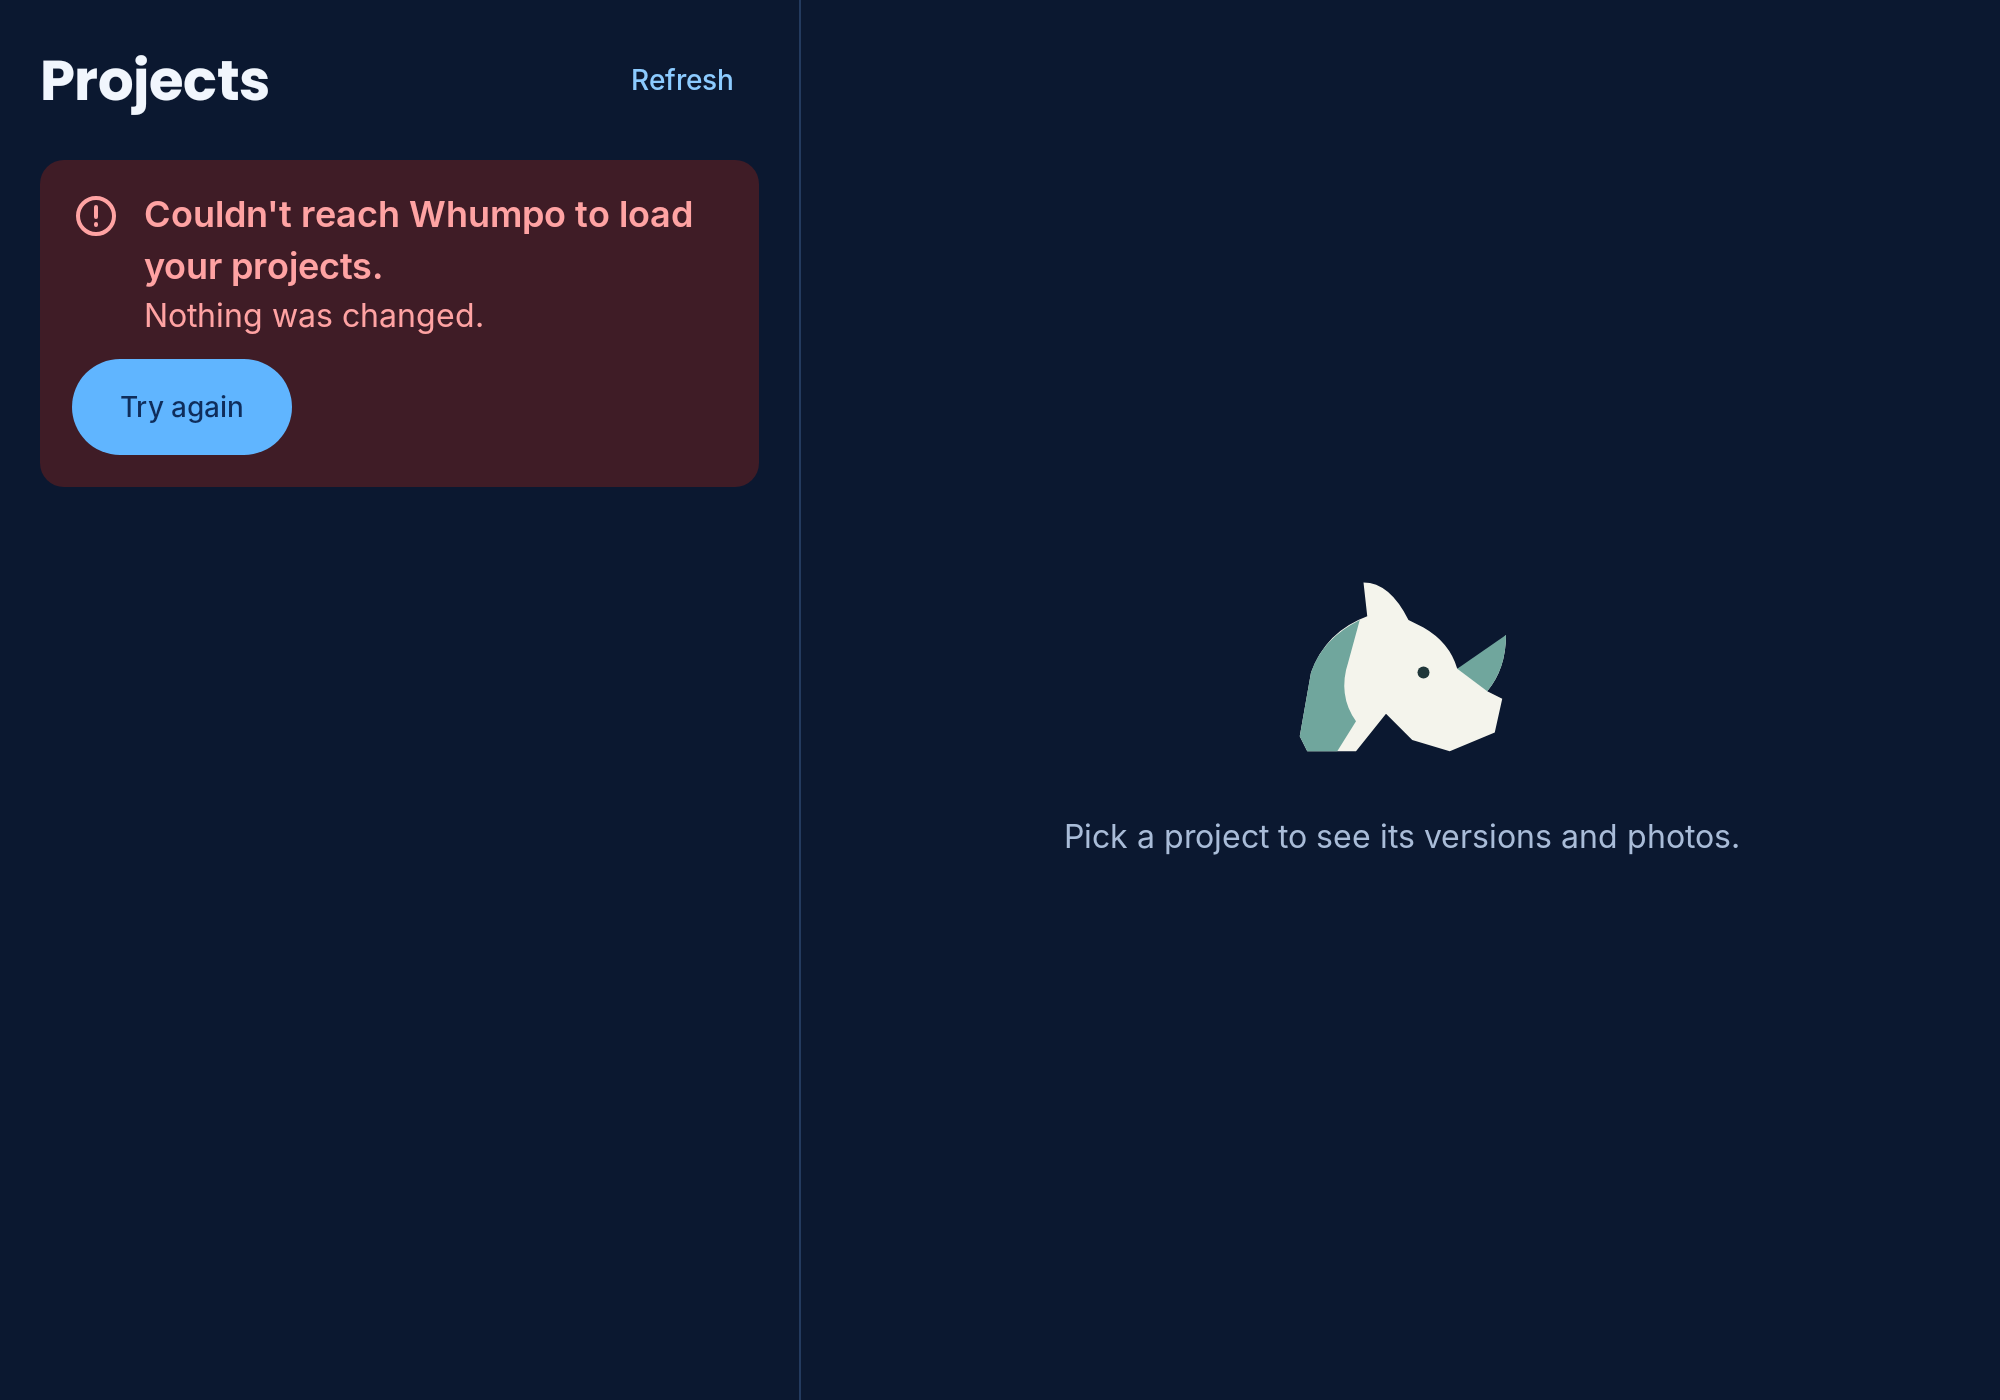 Projects
Refresh
Couldn't reach Whumpo to load
your projects.
Nothing was changed.
Try again
Pick a project to see its versions and photos.